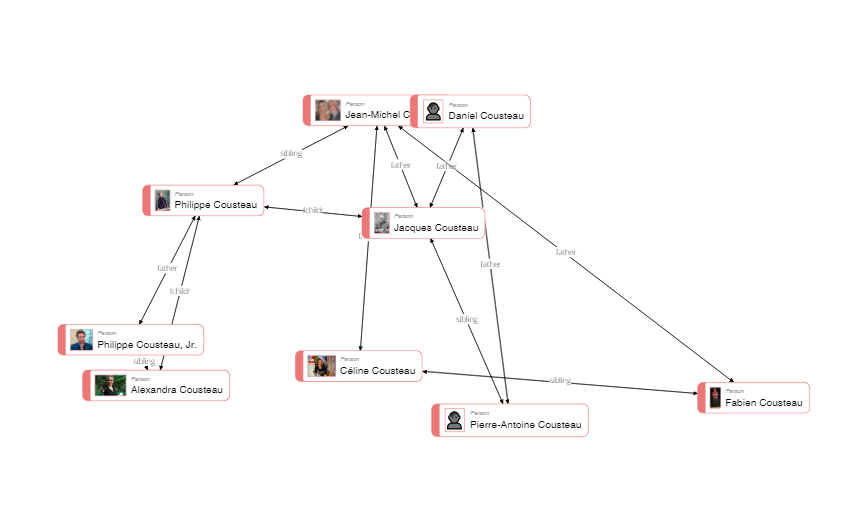 Person
Jean-Michel C
Person
Daniel Cousteau
sibling
father
father
Person
Philippe Cousteau
Person
Jacques Cousteau
father
father
father
sibling
Person
Philippe Cousteau, Jr.
sibling
Person
Alexandra Cousteau
Person
Céline Cousteau
sibling
Person
Fabien Cousteau
Person
Pierre-Antoine Cousteau